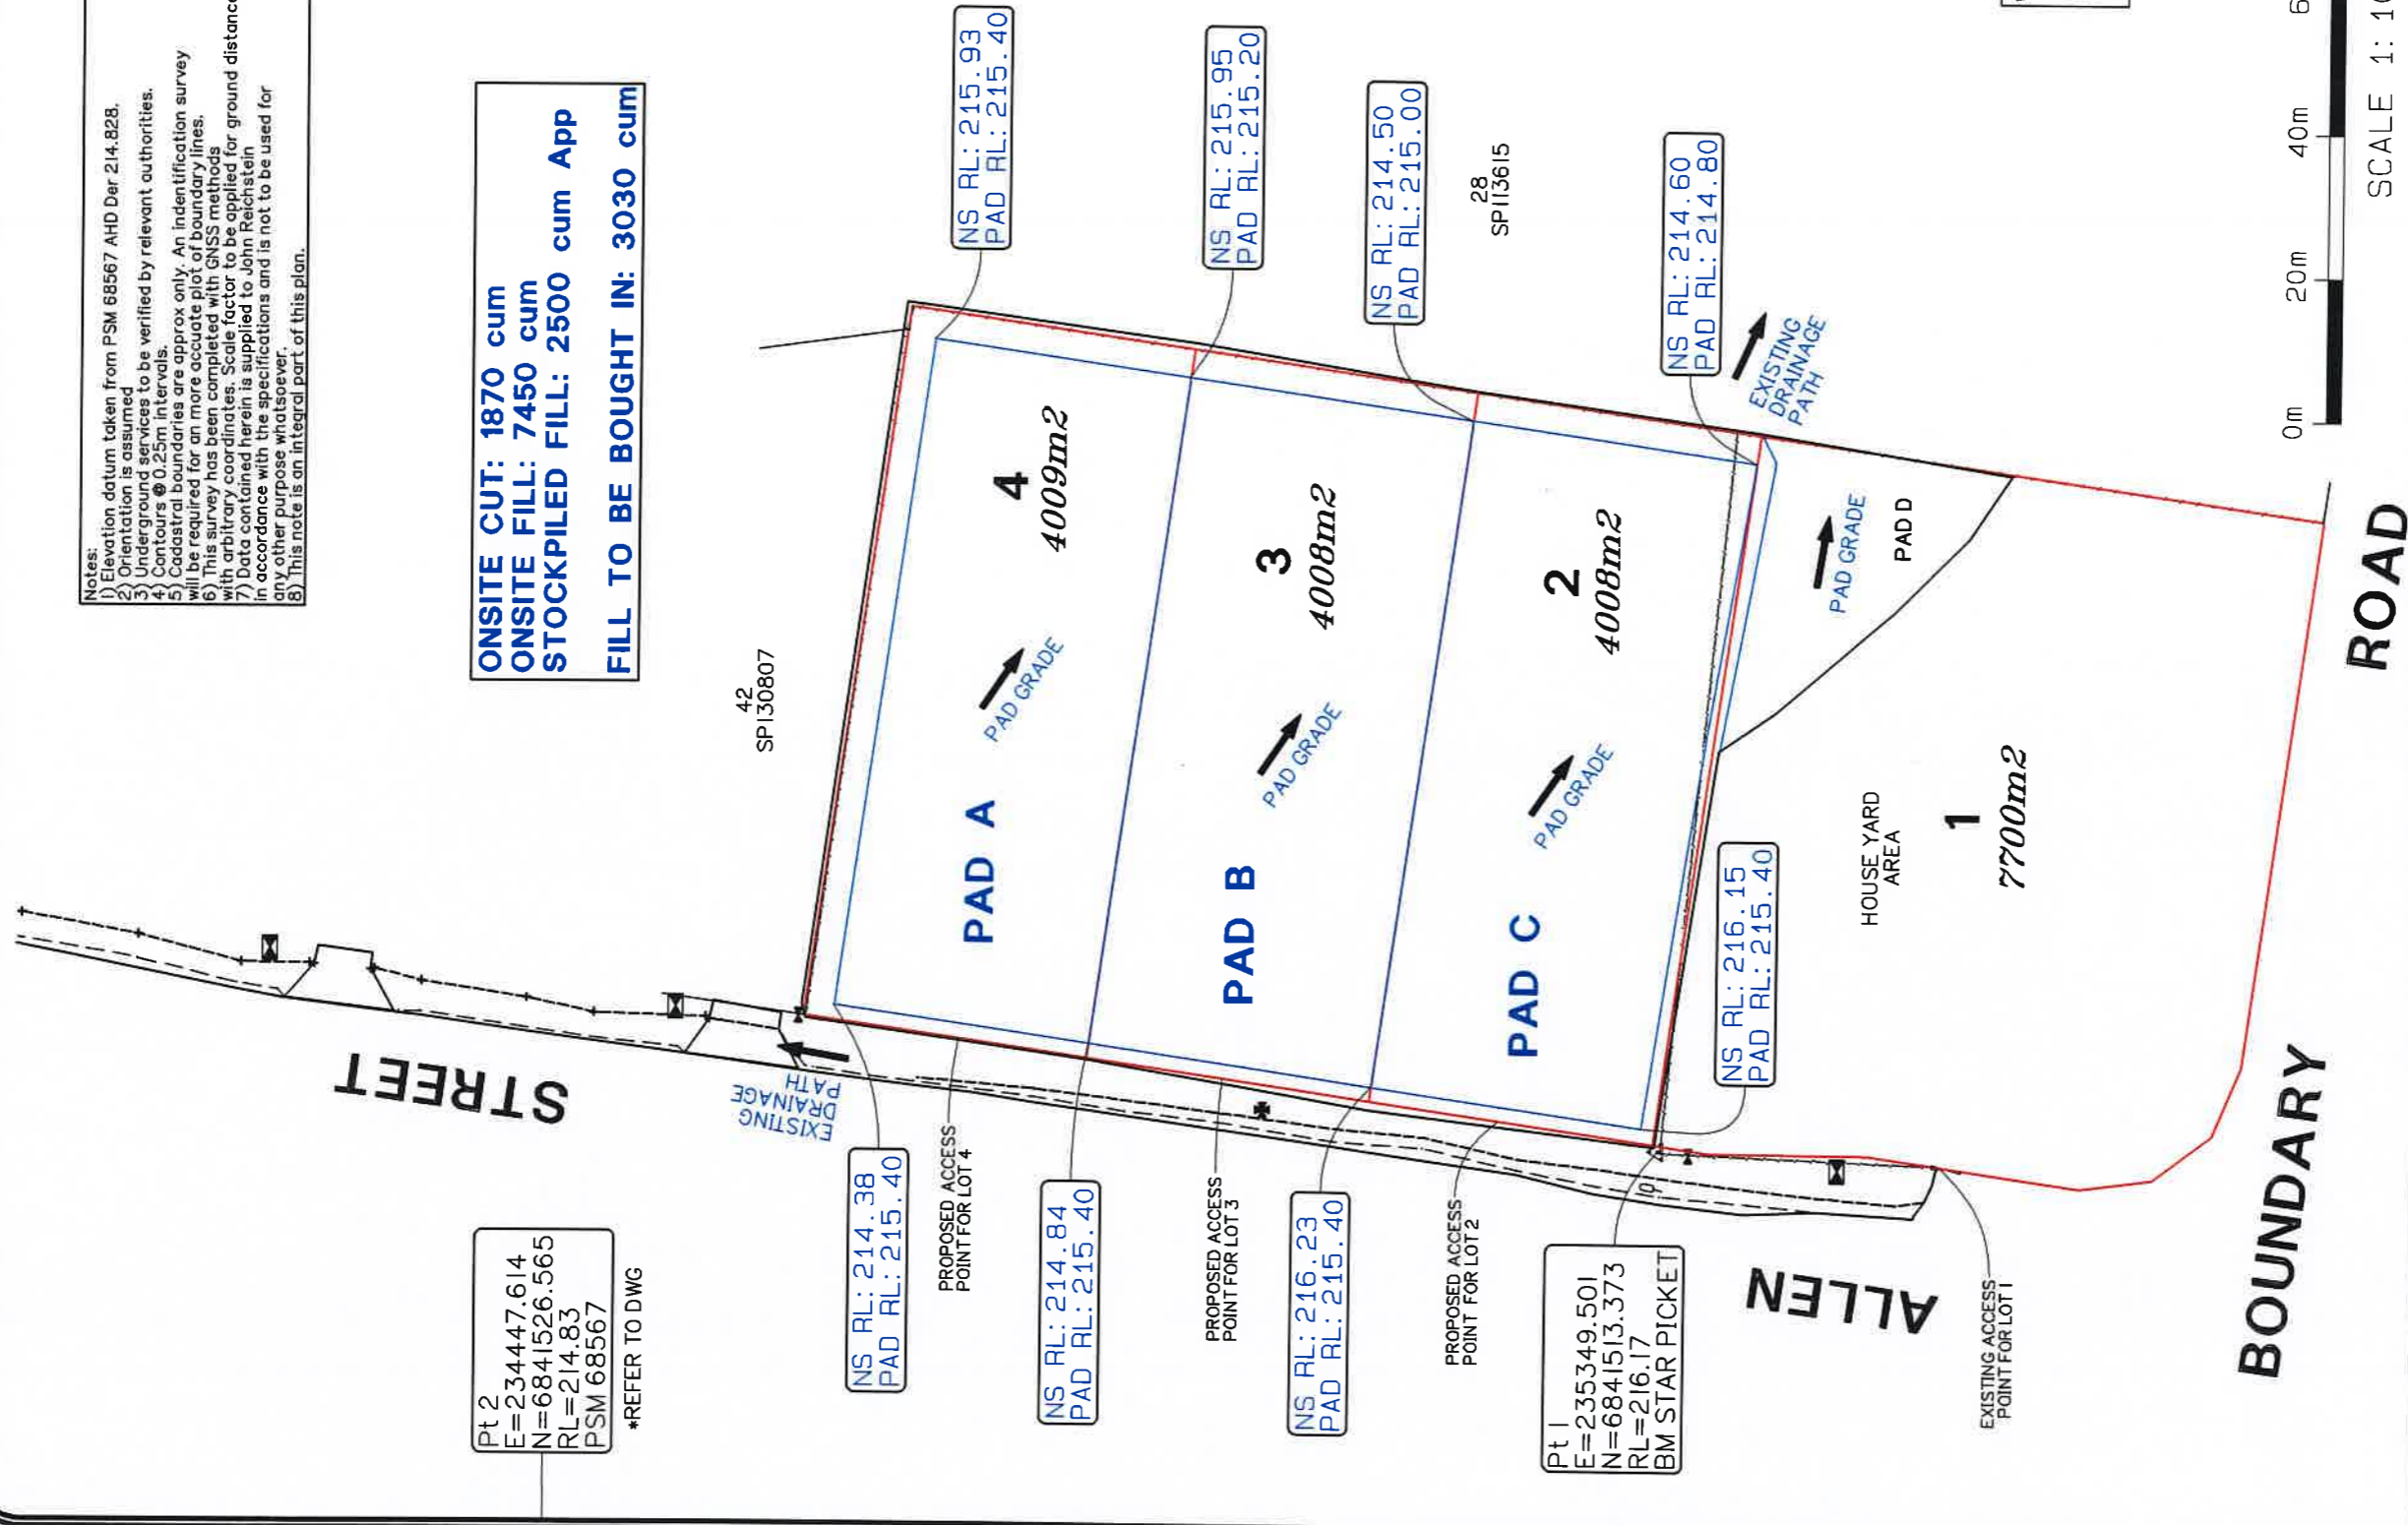 Notes:
1) Elevation datum taken from PSM 68567 AHD Der 214.828.
2) Orientation is assumed
3) Underground services to be verified by relevant authorities.
4) Contours @ 0.25m intervals.
5) Cadastral boundaries are approx only. An indentification survey
will be required for an more accuate plot of boundary lines.
6) This survey has been completed with GNSS methods
with arbitrary coordinates. Scale factor to be applied for ground distance
7) Data contained herein is supplied to John Reichstein
in accordance with the specifications and is not to be used for
any other purpose whatsoever.
8) This note is an integral part of this plan.
ONSITE CUT: 1870 cum
ONSITE FILL: 7450 cum
STOCKPILED FILL: 2500 cum App
FILL TO BE BOUGHT IN: 3030 cum
Pt 2
E=234447.614
N=6841526.565
RL=214.83
PSM 68567
*REFER TO DWG
STREET
EXISTING
DRAINAGE
PATH
42
SP130807
NS RL: 215.93
PAD RL: 215.40
NS RL: 215.95
PAD RL: 215.20
NS RL: 214.50
PAD RL: 215.00
28
SP113615
NS RL: 214.60
PAD RL: 214.80
EXISTING
DRAINAGE
PATH
4
4009m2
PAD GRADE
PAD A
3
4008m2
PAD GRADE
PAD B
2
4008m2
PAD GRADE
PAD C
PAD GRADE
PAD D
NS RL: 214.38
PAD RL: 215.40
PROPOSED ACCESS
POINT FOR LOT 4
NS RL: 214.84
PAD RL: 215.40
PROPOSED ACCESS
POINT FOR LOT 3
NS RL: 216.23
PAD RL: 215.40
PROPOSED ACCESS
POINT FOR LOT 2
NS RL: 216.15
PAD RL: 215.40
Pt 1
E=235349.501
N=6841513.373
RL=216.17
BM STAR PICKET
ALLEN
HOUSE YARD
AREA
1
7700m2
EXISTING ACCESS
POINT FOR LOT 1
BOUNDARY ROAD
0m 20m 40m 6
SCALE 1: 1